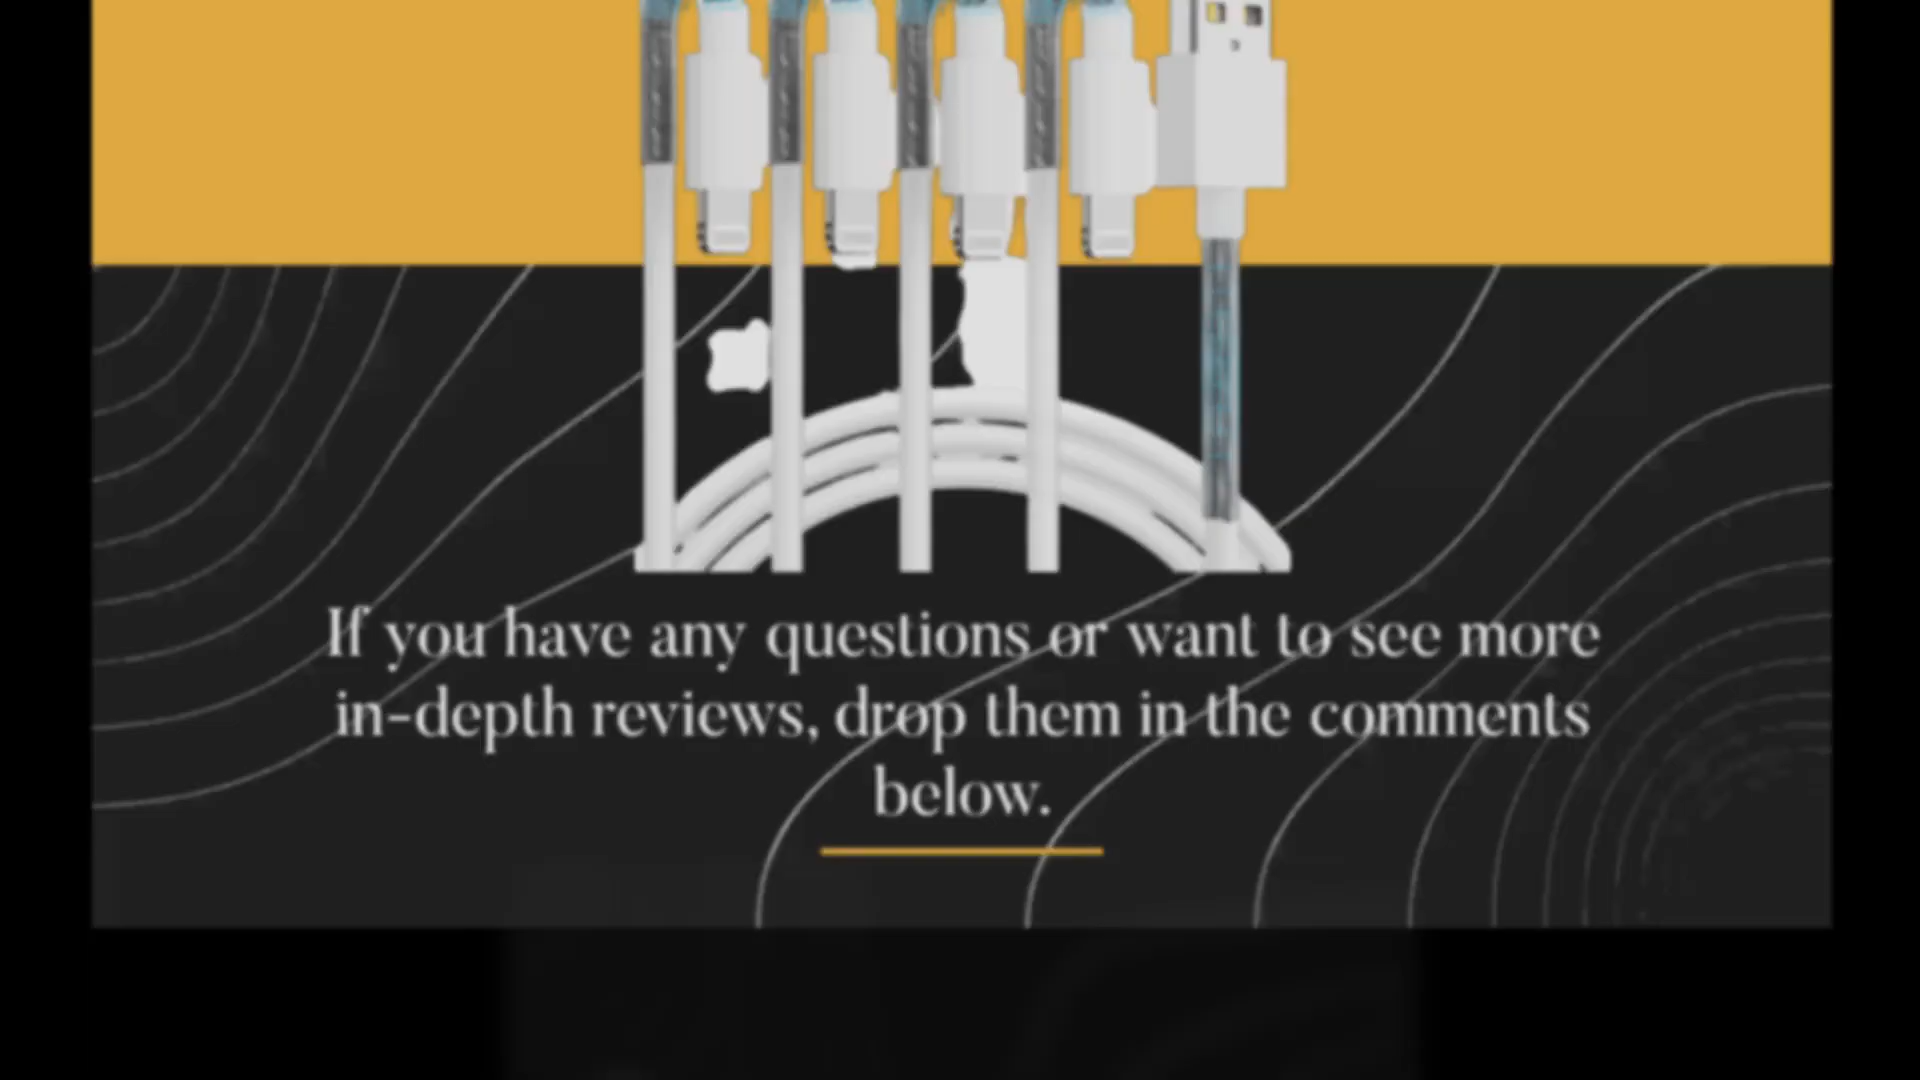 If you have any questions or want to see more
in-depth reviews, drop them in the comments
below.